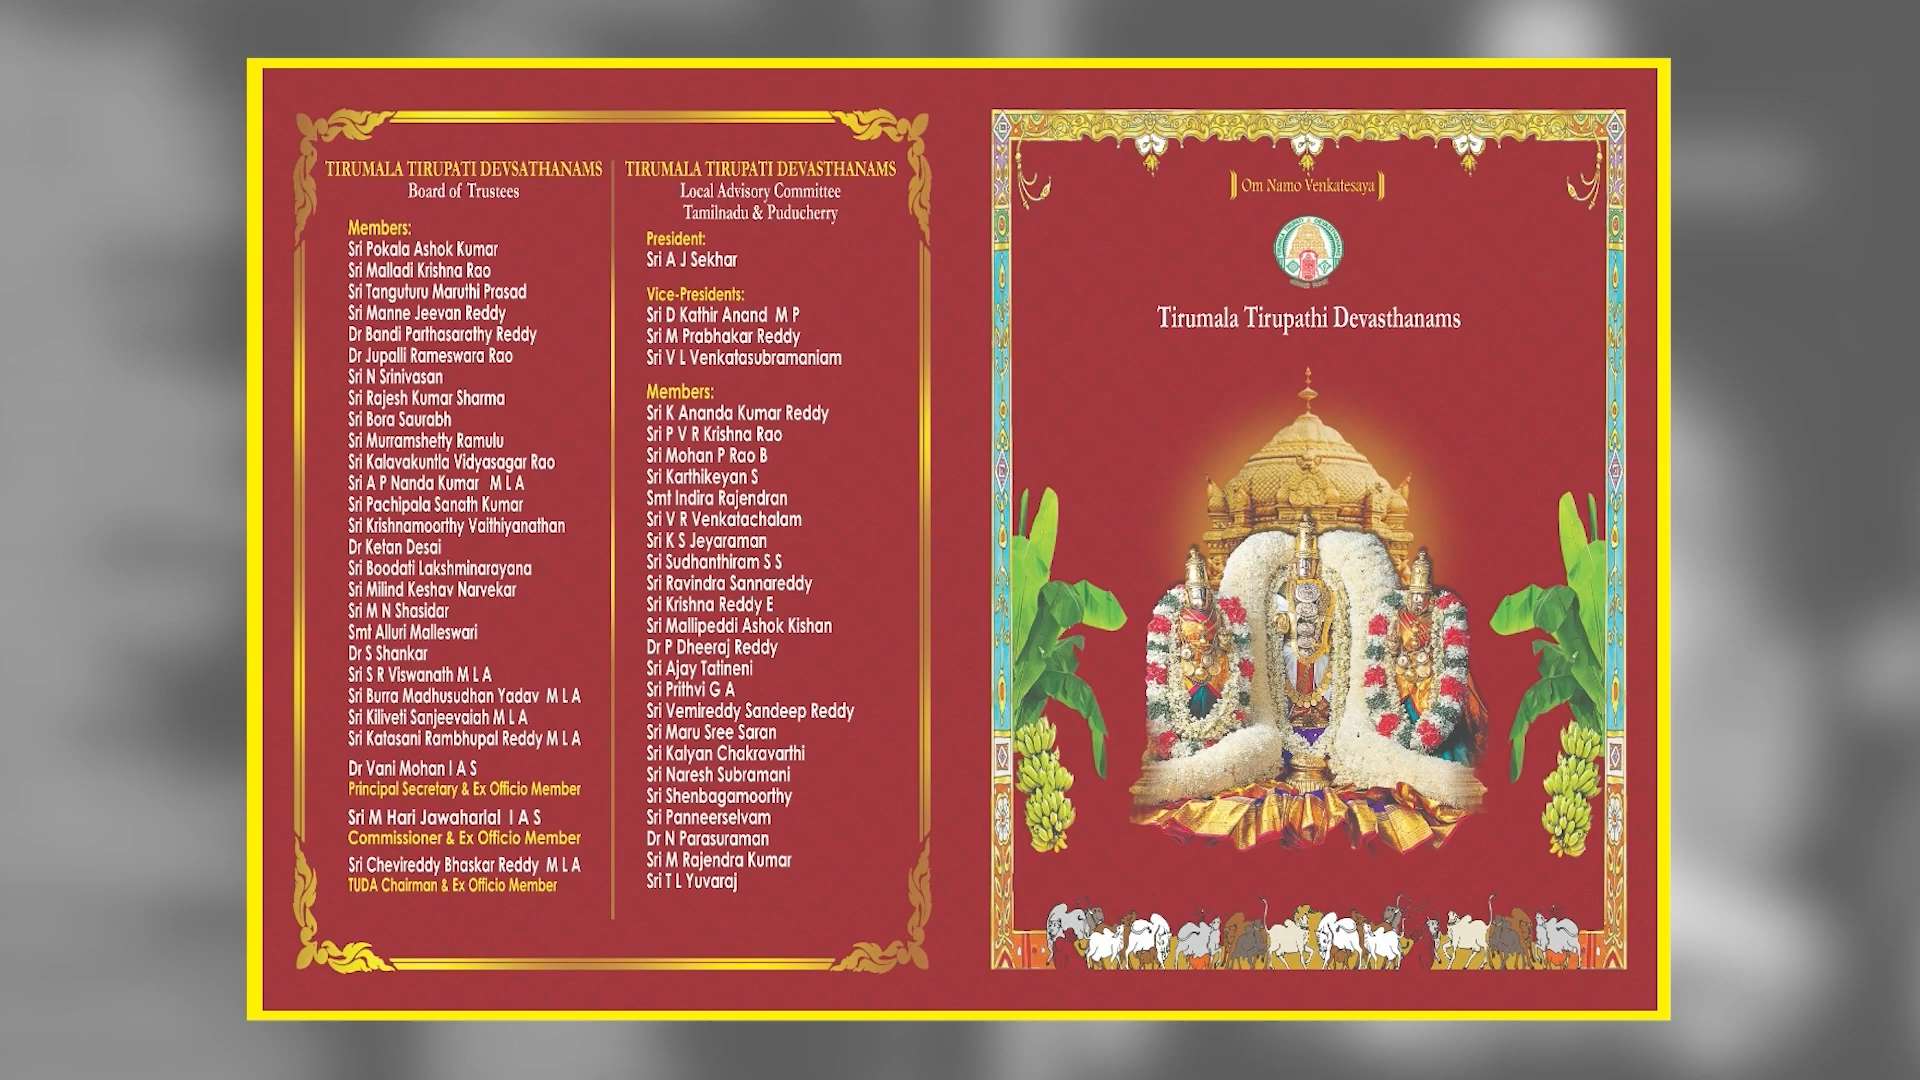 TIRUMALA TIRUPATI DEVSATHANAMS
Board of Trustees
Members:
Sri Pokala Ashok Kumar
Sri Malladi Krishna Rao
Sri Tanguturu Maruthi Prasad
Sri Manne Jeevan Reddy
Dr Bandi Parthasarathy Reddy
Dr Jupalli Rameswara Rao
Sri N Srinivasan
Sri Rajesh Kumar Sharma
Sri Bora Saurabh
Sri Murramshetty Ramulu
Sri Kalavakuntla Vidyasagar Rao
Sri A P Nanda Kumar M L A
Sri Pachipala Sanath Kumar
Sri Krishnamoorthy Vaithiyanathan
Dr Ketan Desai
Sri Boodati Lakshminarayana
Sri Milind Keshav Narvekar
Sri M N Shasidar
Smt Alluri Malleswari
Dr S Shankar
Sri S R Viswanath M L A
Sri Burra Madhusudhan Yadav M L A
Sri Kiliveti Sanjeevaiah M L A
Sri Katasani Rambhupal Reddy M L A
Dr Vani Mohan I A S
Principal Secretary & Ex Officio Member
Sri M Hari Jawaharlal I A S
Commissioner & Ex Officio Member
Sri Chevireddy Bhaskar Reddy M L A
TUDA Chairman & Ex Officio Member
TIRUMALA TIRUPATI DEVASTHANAMS
Local Advisory Committee
Tamilnadu & Puducherry
President:
Sri A J Sekhar
Vice-Presidents:
Sri D Kathir Anand M P
Sri M Prabhakar Reddy
Sri V L Venkatasubramaniam
Members:
Sri K Ananda Kumar Reddy
Sri P V R Krishna Rao
Sri Mohan P Rao B
Sri Karthikeyan S
Smt Indira Rajendran
Sri V R Venkatachalam
Sri K S Jeyaraman
Sri Sudhanthiram S S
Sri Ravindra Sannareddy
Sri Krishna Reddy E
Sri Mallipeddi Ashok Kishan
Dr P Dheeraj Reddy
Sri Ajay Tatineni
Sri Prithvi G A
Sri Vemireddy Sandeep Reddy
Sri Maru Sree Saran
Sri Kalyan Chakravarthi
Sri Naresh Subramani
Sri Shenbagamoorthy
Sri Panneerselvam
Dr N Parasuraman
Sri M Rajendra Kumar
Sri T L Yuvaraj
Om Namo Venkatesaya
TIRUMALA TIRUPATI DEVASTHANAMS
Tirumala Tirupathi Devasthanams